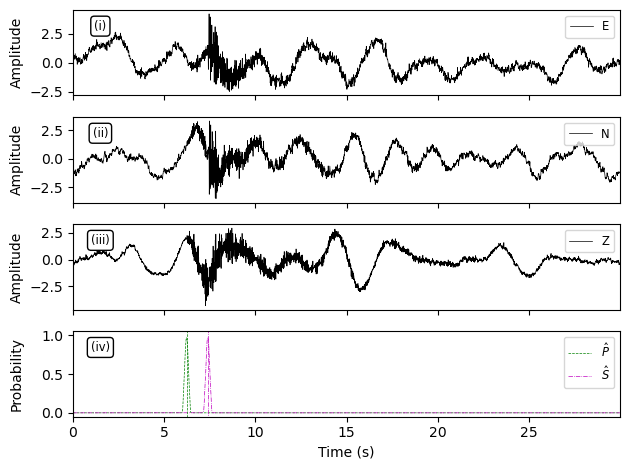 (i)
E
Amplitude
2.5
0.0
−2.5
(ii)
N
Amplitude
2.5
0.0
−2.5
(iii)
Z
Amplitude
2.5
0.0
−2.5
(iv)
P̂
Ŝ
Probability
1.0
0.5
0.0
0 5 10 15 20 25
Time (s)